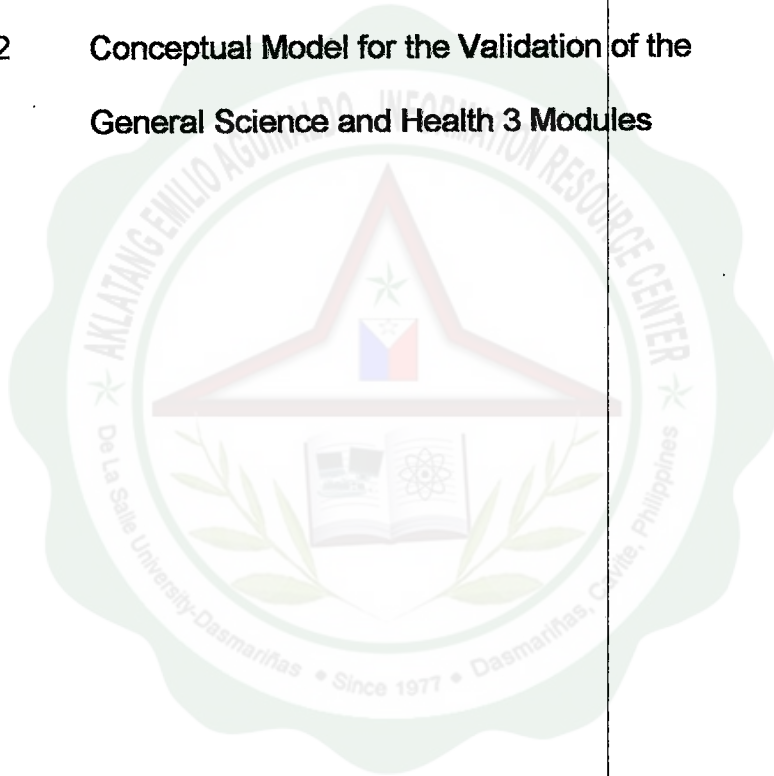 2 Conceptual Model for the Validation of the
General Science and Health 3 Modules
AKLATANG EMILIO AGUINALDO INFORMATION RESOURCE CENTER
De La Salle University-Dasmariñas • Since 1977 • Dasmariñas, Cavite, Philippines